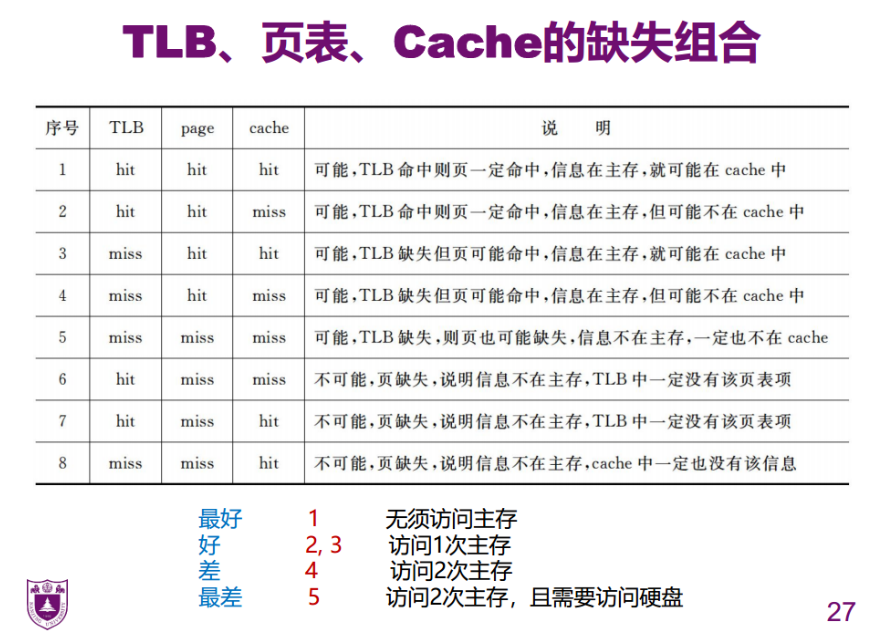 TLB、页表、Cache的缺失组合
序号 TLB page cache 说 明
1 hit hit hit 可能,TLB 命中则页一定命中,信息在主存,就可能在 cache 中
2 hit hit miss 可能,TLB 命中则页一定命中,信息在主存,但可能不在 cache 中
3 miss hit hit 可能,TLB 缺失但页可能命中,信息在主存,就可能在 cache 中
4 miss hit miss 可能,TLB 缺失但页可能命中,信息在主存,但可能不在 cache 中
5 miss miss miss 可能,TLB 缺失,则页也可能缺失,信息不在主存,一定也不在 cache
6 hit miss miss 不可能,页缺失,说明信息不在主存,TLB 中一定没有该页表项
7 hit miss hit 不可能,页缺失,说明信息不在主存,TLB 中一定没有该页表项
8 miss miss hit 不可能,页缺失,说明信息不在主存,cache 中一定也没有该信息
最好 1 无须访问主存
好 2, 3 访问1次主存
差 4 访问2次主存
最差 5 访问2次主存，且需要访问硬盘
27